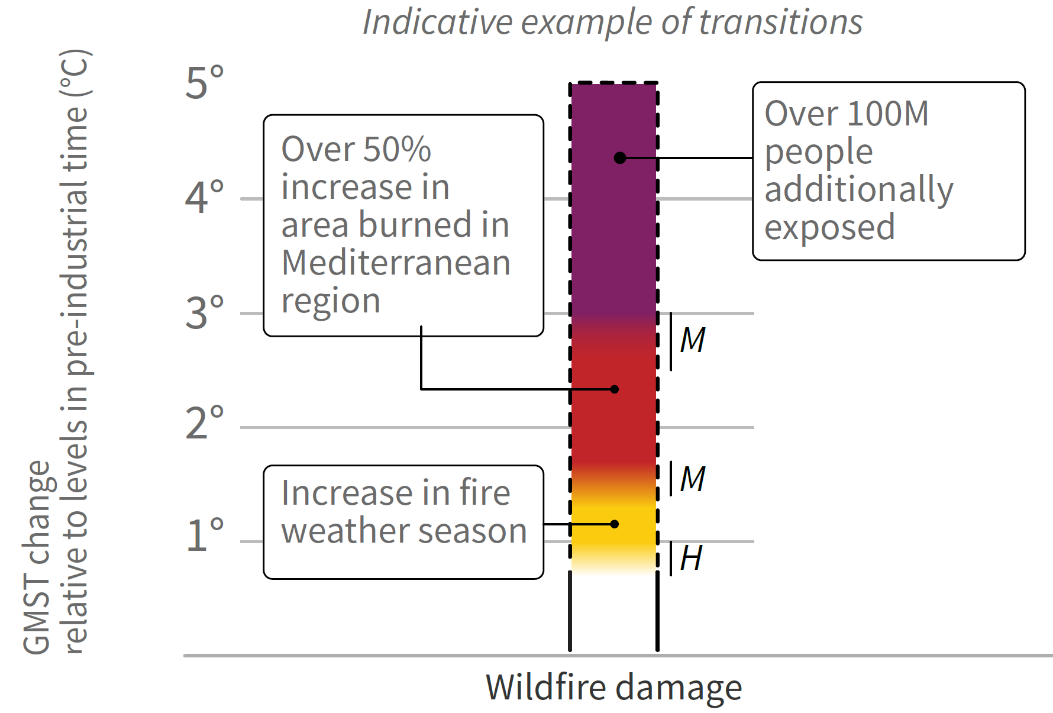 Indicative example of transitions
GMST change
relative to levels in pre-industrial time (°C)
5°
4°
3°
2°
1°
Over 50%
increase in
area burned in
Mediterranean
region
Over 100M
people
additionally
exposed
Increase in fire
weather season
M
M
H
Wildfire damage